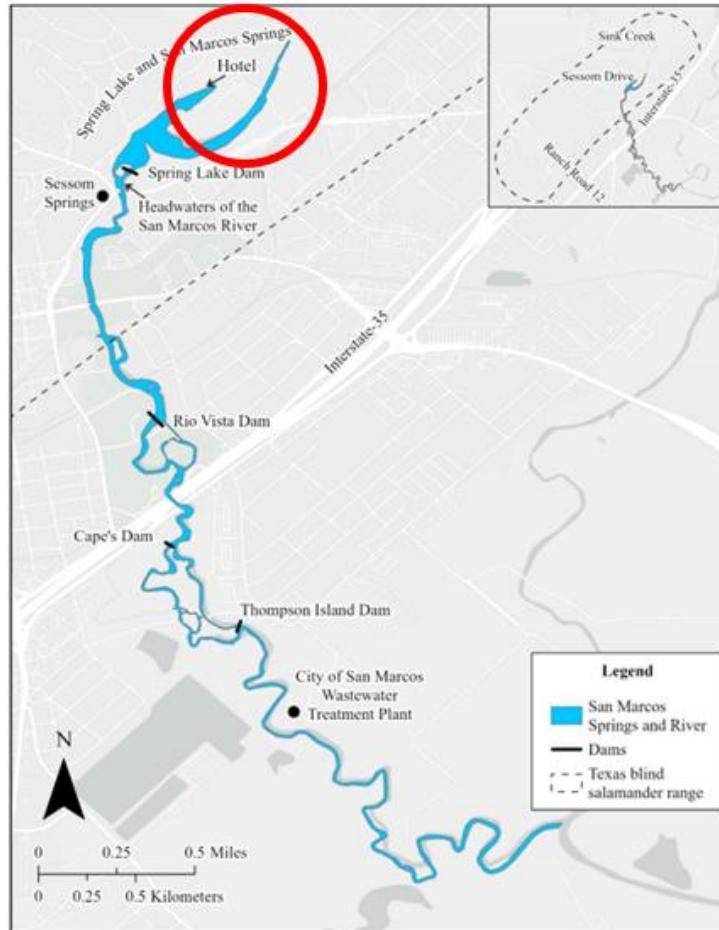 Spring Lake and San Marcos Springs
Hotel
Sink Creek
Sessom Drive
Interstate-35
Ranch Road 12
Spring Lake Dam
Sessom
Springs
Headwaters of the
San Marcos River
Interstate-35
Rio Vista Dam
Cape's Dam
Thompson Island Dam
City of San Marcos
Wastewater
Treatment Plant
Legend
San Marcos
Springs and River
Dams
Texas blind
salamander range
N
0 0.25 0.5 Miles
0 0.25 0.5 Kilometers